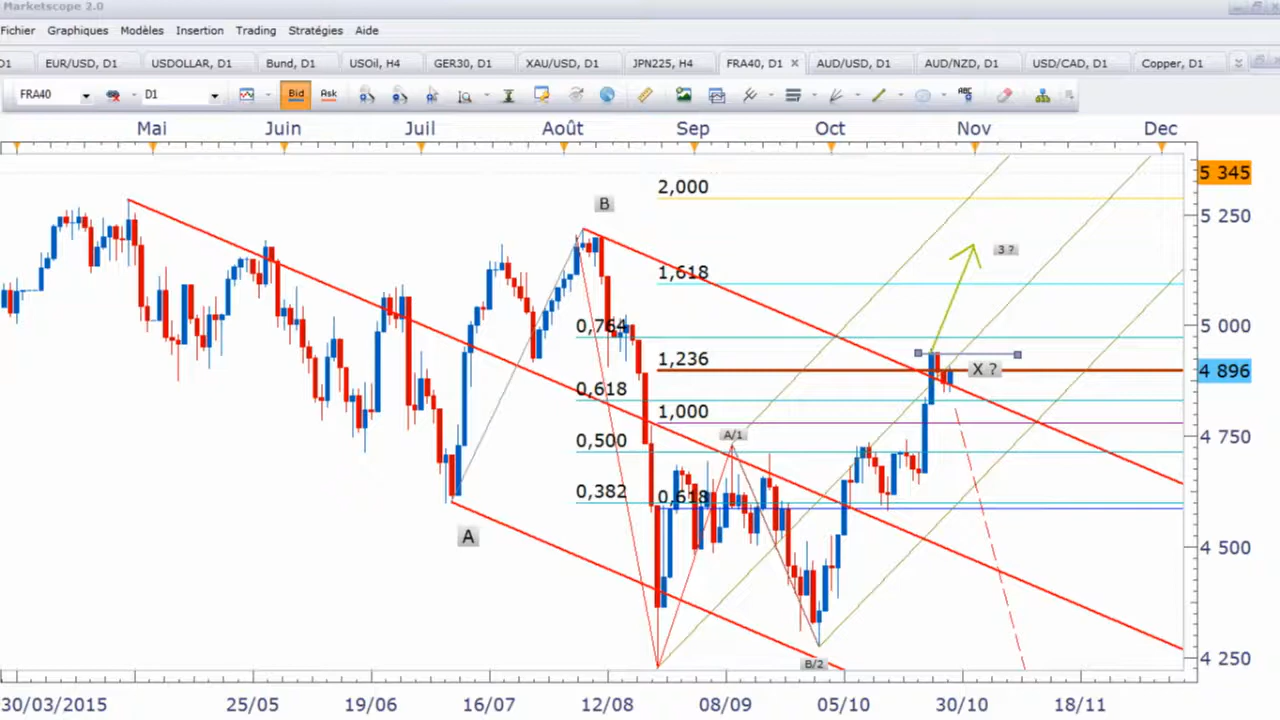 Marketscope 2.0
Fichier Graphiques Modèles Insertion Trading Stratégies Aide
D1 EUR/USD, D1 USDOLLAR, D1 Bund, D1 USOil, H4 GER30, D1 XAU/USD, D1 JPN225, H4 FRA40, D1 AUD/USD, D1 AUD/NZD, D1 USD/CAD, D1 Copper, D1
FRA40 D1 Bid Ask ABC
Mai Juin Juil Août Sep Oct Nov Dec
5 345
2,000
B
5 250
3 ?
1,618
0,764
5 000
1,236
X ?
4 896
0,618
1,000
A/1
0,500
4 750
0,382
0,618
A
4 500
B/2
4 250
30/03/2015 25/05 19/06 16/07 12/08 08/09 05/10 30/10 18/11